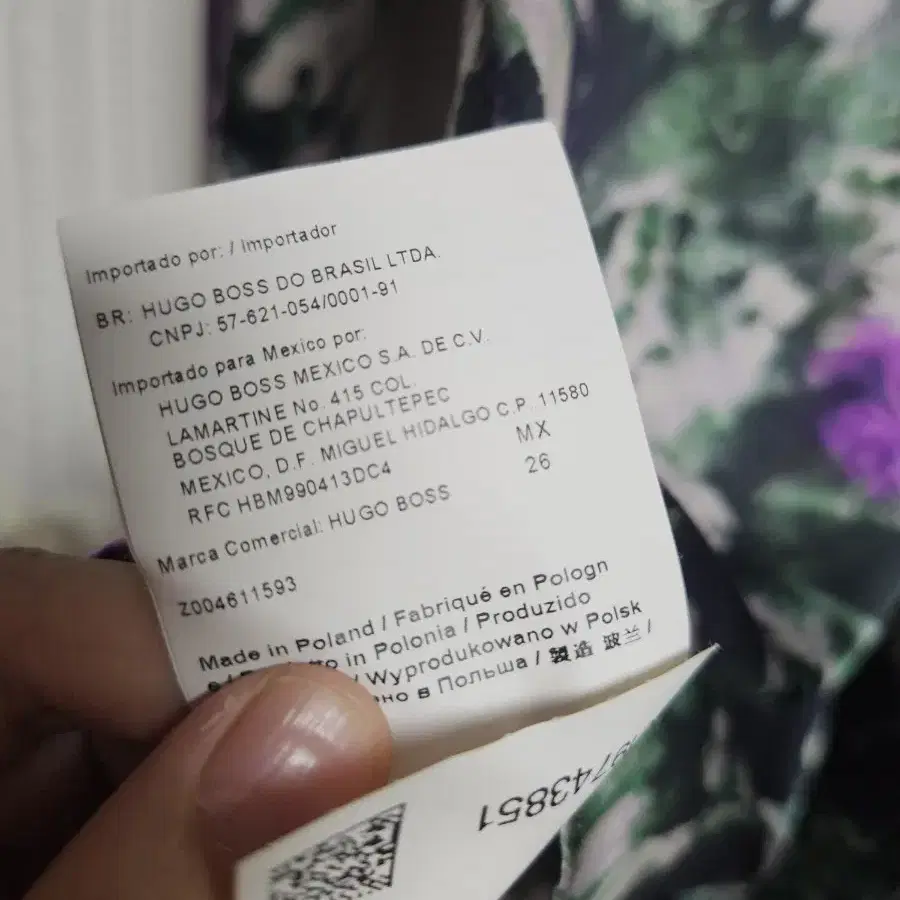 Importado por: / Importador
BR: HUGO BOSS DO BRASIL LTDA.
CNPJ: 57-621-054/0001-91
Importado para Mexico por:
HUGO BOSS MEXICO S.A. DE C.V.
LAMARTINE No. 415 COL.
BOSQUE DE CHAPULTEPEC
MEXICO, D.F. MIGUEL HIDALGO C.P. 11580
RFC HBM990413DC4
MX
26
Marca Comercial: HUGO BOSS
Z004611593
Made in Poland / Fabriqué en Pologn
in Polonia / Produzido
/ Wyprodukowano w Polsk
в Польша / 製造 波兰 /
9743851